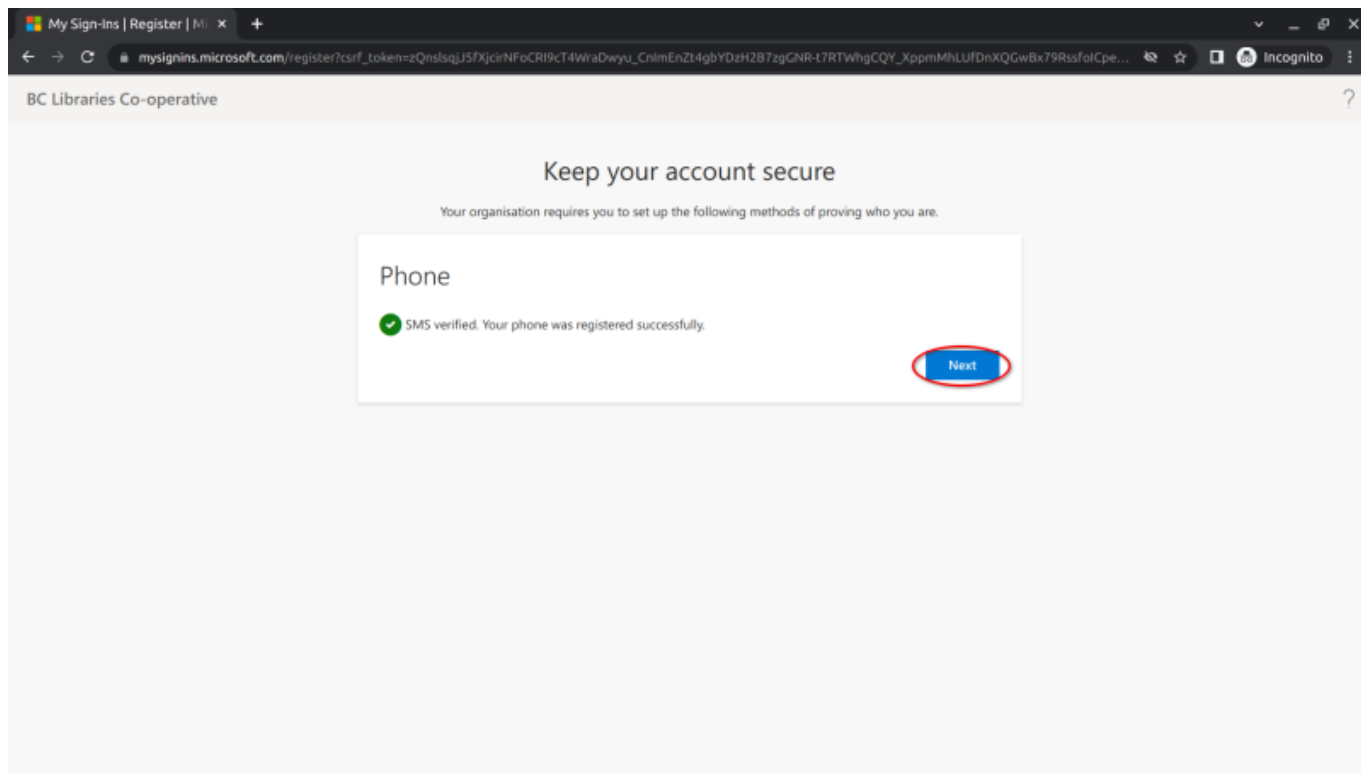 My Sign-Ins | Register | Mi
mysignins.microsoft.com/register?csrf_token=
Incognito
BC Libraries Co-operative
?
Keep your account secure
Your organisation requires you to set up the following methods of proving who you are.
Phone
SMS verified. Your phone was registered successfully.
Next